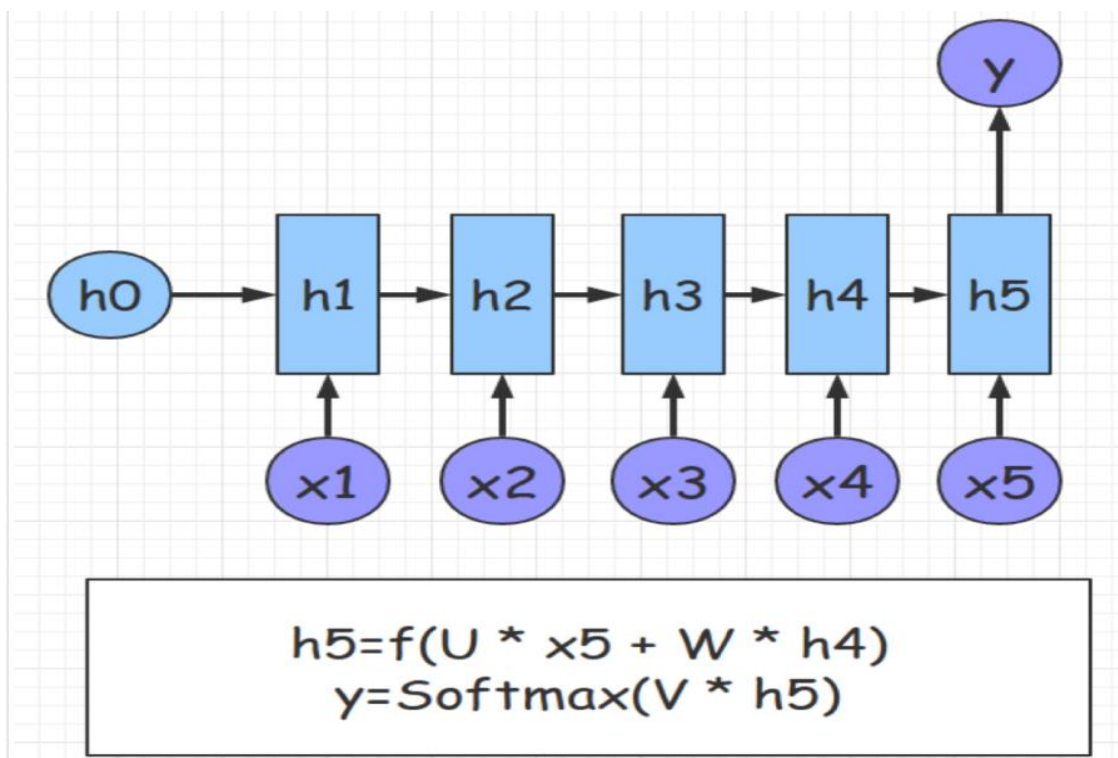 y
h0
h1
h2
h3
h4
h5
x1
x2
x3
x4
x5
h5=f(U * x5 + W * h4)
y=Softmax(V * h5)